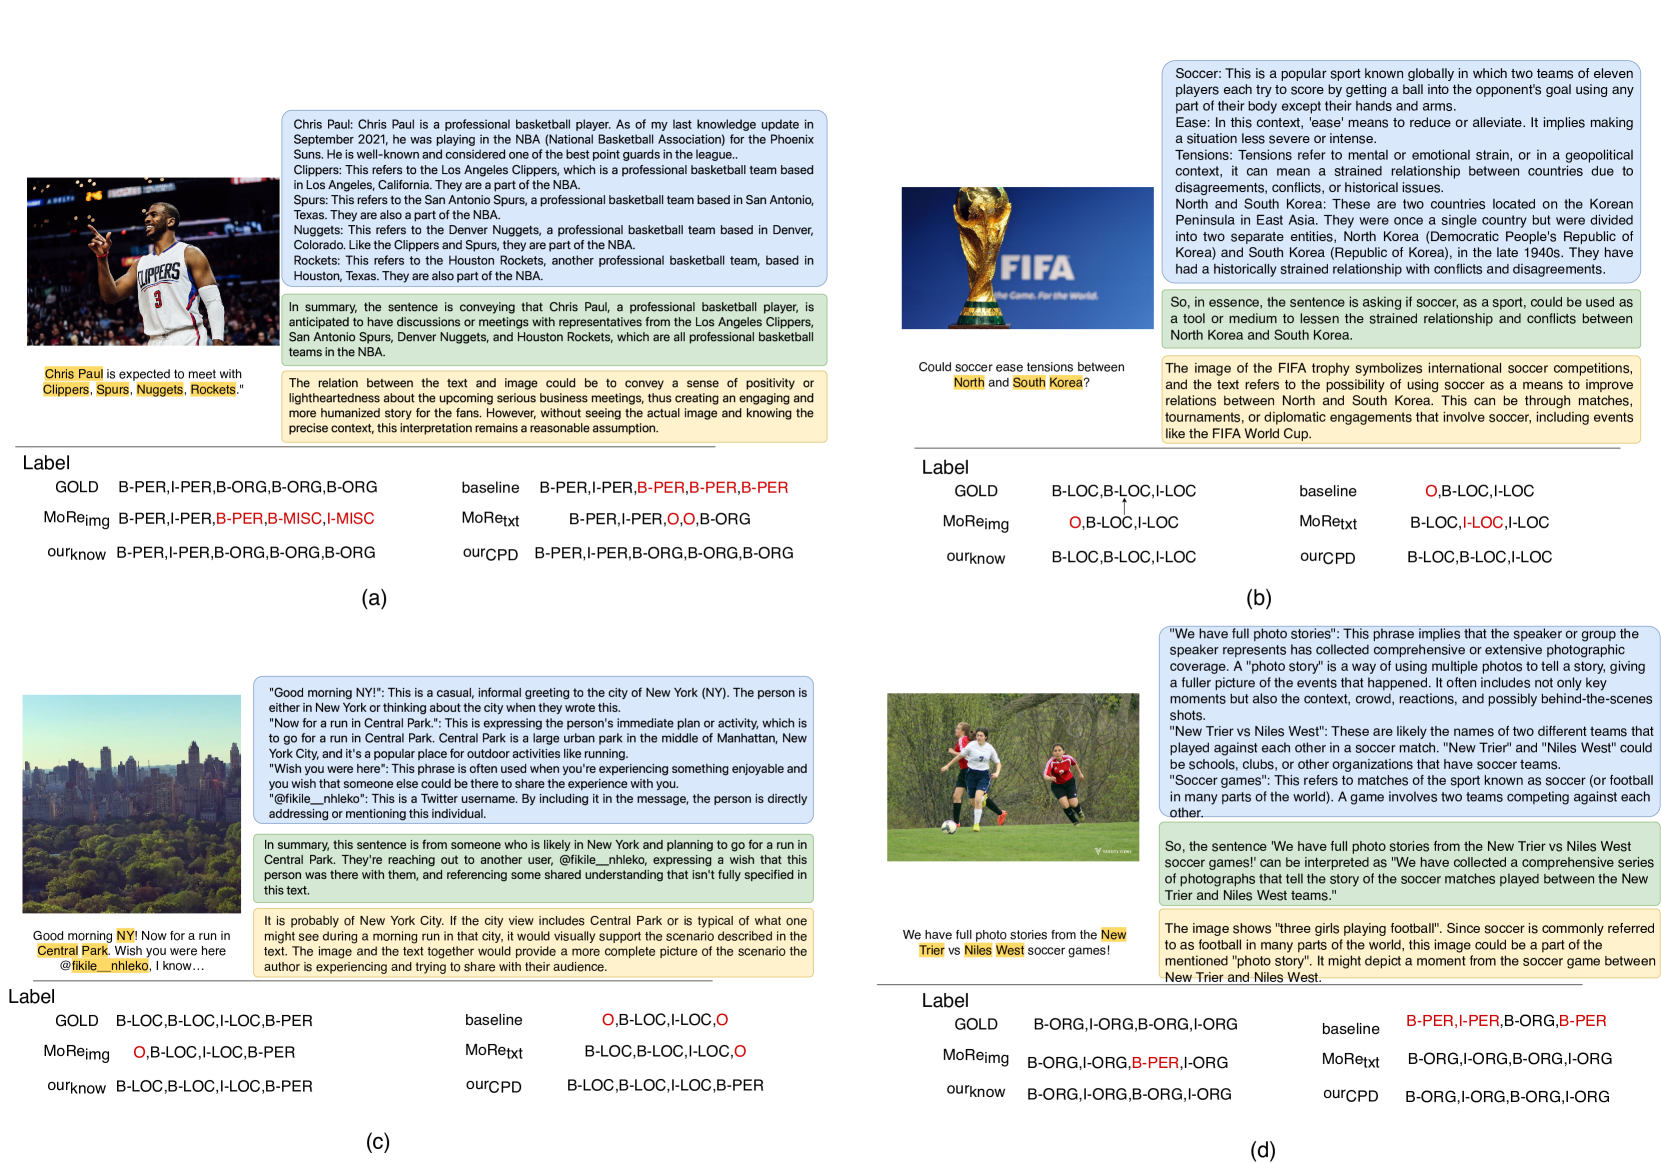 Chris Paul: Chris Paul is a professional basketball player. As of my last knowledge update in
September 2021, he was playing in the NBA (National Basketball Association) for the Phoenix
Suns. He is well-known and considered one of the best point guards in the league..
Clippers: This refers to the Los Angeles Clippers, which is a professional basketball team based
in Los Angeles, California. They are a part of the NBA.
Spurs: This refers to the San Antonio Spurs, a professional basketball team based in San Antonio,
Texas. They are also a part of the NBA.
Nuggets: This refers to the Denver Nuggets, a professional basketball team based in Denver,
Colorado. Like the Clippers and Spurs, they are part of the NBA.
Rockets: This refers to the Houston Rockets, another professional basketball team, based in
Houston, Texas. They are also part of the NBA.
CLIPPERS
3
In summary, the sentence is conveying that Chris Paul, a professional basketball player, is
anticipated to have discussions or meetings with representatives from the Los Angeles Clippers,
San Antonio Spurs, Denver Nuggets, and Houston Rockets, which are all professional basketball
teams in the NBA.
Chris Paul is expected to meet with
Clippers, Spurs, Nuggets, Rockets."
The relation between the text and image could be to convey a sense of positivity or
lightheartedness about the upcoming serious business meetings, thus creating an engaging and
more humanized story for the fans. However, without seeing the actual image and knowing the
precise context, this interpretation remains a reasonable assumption.
Label
GOLD B-PER,I-PER,B-ORG,B-ORG,B-ORG
baseline B-PER,I-PER,B-PER,B-PER,B-PER
MoReimg B-PER,I-PER,B-PER,B-MISC,I-MISC
MoRetxt B-PER,I-PER,O,O,B-ORG
ourknow B-PER,I-PER,B-ORG,B-ORG,B-ORG
ourCPD B-PER,I-PER,B-ORG,B-ORG,B-ORG
(a)
Soccer: This is a popular sport known globally in which two teams of eleven
players each try to score by getting a ball into the opponent's goal using any
part of their body except their hands and arms.
Ease: In this context, 'ease' means to reduce or alleviate. It implies making
a situation less severe or intense.
Tensions: Tensions refer to mental or emotional strain, or in a geopolitical
context, it can mean a strained relationship between countries due to
disagreements, conflicts, or historical issues.
North and South Korea: These are two countries located on the Korean
Peninsula in East Asia. They were once a single country but were divided
into two separate entities, North Korea (Democratic People's Republic of
Korea) and South Korea (Republic of Korea), in the late 1940s. They have
had a historically strained relationship with conflicts and disagreements.
FIFA
he Game. For the World.
So, in essence, the sentence is asking if soccer, as a sport, could be used as
a tool or medium to lessen the strained relationship and conflicts between
North Korea and South Korea.
Could soccer ease tensions between
North and South Korea?
The image of the FIFA trophy symbolizes international soccer competitions,
and the text refers to the possibility of using soccer as a means to improve
relations between North and South Korea. This can be through matches,
tournaments, or diplomatic engagements that involve soccer, including events
like the FIFA World Cup.
Label
GOLD B-LOC,B-LOC,I-LOC
baseline O,B-LOC,I-LOC
MoReimg O,B-LOC,I-LOC
MoRetxt B-LOC,I-LOC,I-LOC
ourknow B-LOC,B-LOC,I-LOC
ourCPD B-LOC,B-LOC,I-LOC
(b)
"Good morning NY!": This is a casual, informal greeting to the city of New York (NY). The person is
either in New York or thinking about the city when they wrote this.
"Now for a run in Central Park.": This is expressing the person's immediate plan or activity, which is
to go for a run in Central Park. Central Park is a large urban park in the middle of Manhattan, New
York City, and it's a popular place for outdoor activities like running.
"Wish you were here": This phrase is often used when you're experiencing something enjoyable and
you wish that someone else could be there to share the experience with you.
"@fikile__nhleko": This is a Twitter username. By including it in the message, the person is directly
addressing or mentioning this individual.
In summary, this sentence is from someone who is likely in New York and planning to go for a run in
Central Park. They're reaching out to another user, @fikile__nhleko, expressing a wish that this
person was there with them, and referencing some shared understanding that isn't fully specified in
this text.
Good morning NY! Now for a run in
Central Park. Wish you were here
@fikile__nhleko, I know…
It is probably of New York City. If the city view includes Central Park or is typical of what one
might see during a morning run in that city, it would visually support the scenario described in the
text. The image and the text together would provide a more complete picture of the scenario the
author is experiencing and trying to share with their audience.
Label
GOLD B-LOC,B-LOC,I-LOC,B-PER
baseline O,B-LOC,I-LOC,O
MoReimg O,B-LOC,I-LOC,B-PER
MoRetxt B-LOC,B-LOC,I-LOC,O
ourknow B-LOC,B-LOC,I-LOC,B-PER
ourCPD B-LOC,B-LOC,I-LOC,B-PER
(c)
"We have full photo stories": This phrase implies that the speaker or group the
speaker represents has collected comprehensive or extensive photographic
coverage. A "photo story" is a way of using multiple photos to tell a story, giving
a fuller picture of the events that happened. It often includes not only key
moments but also the context, crowd, reactions, and possibly behind-the-scenes
shots.
"New Trier vs Niles West": These are likely the names of two different teams that
played against each other in a soccer match. "New Trier" and "Niles West" could
be schools, clubs, or other organizations that have soccer teams.
"Soccer games": This refers to matches of the sport known as soccer (or football
in many parts of the world). A game involves two teams competing against each
other.
So, the sentence 'We have full photo stories from the New Trier vs Niles West
soccer games!' can be interpreted as "We have collected a comprehensive series
of photographs that tell the story of the soccer matches played between the New
Trier and Niles West teams."
We have full photo stories from the New
Trier vs Niles West soccer games!
The image shows "three girls playing football". Since soccer is commonly referred
to as football in many parts of the world, this image could be a part of the
mentioned "photo story". It might depict a moment from the soccer game between
New Trier and Niles West.
Label
GOLD B-ORG,I-ORG,B-ORG,I-ORG
baseline B-PER,I-PER,B-ORG,B-PER
MoReimg B-ORG,I-ORG,B-PER,I-ORG
MoRetxt B-ORG,I-ORG,B-ORG,I-ORG
ourknow B-ORG,I-ORG,B-ORG,I-ORG
ourCPD B-ORG,I-ORG,B-ORG,I-ORG
(d)